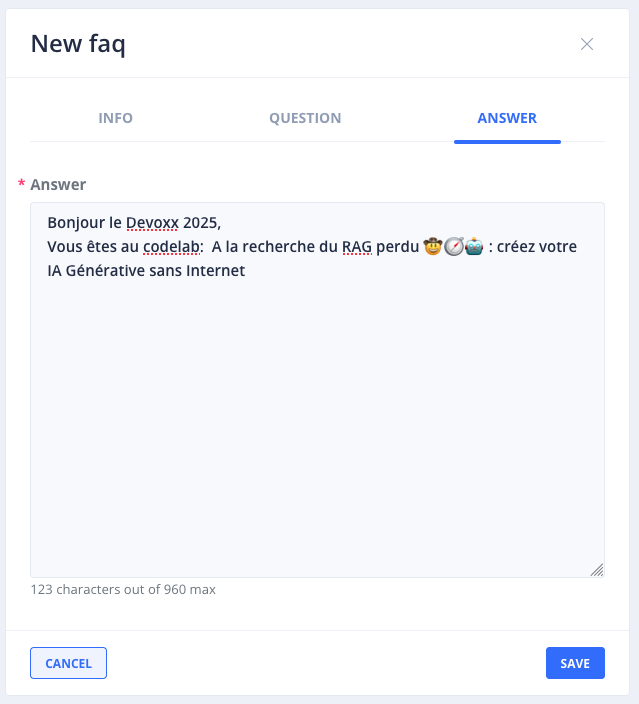 New faq
INFO QUESTION ANSWER
* Answer
Bonjour le Devoxx 2025,
Vous êtes au codelab:  A la recherche du RAG perdu 🤠🧭🤖 : créez votre
IA Générative sans Internet
123 characters out of 960 max
CANCEL SAVE